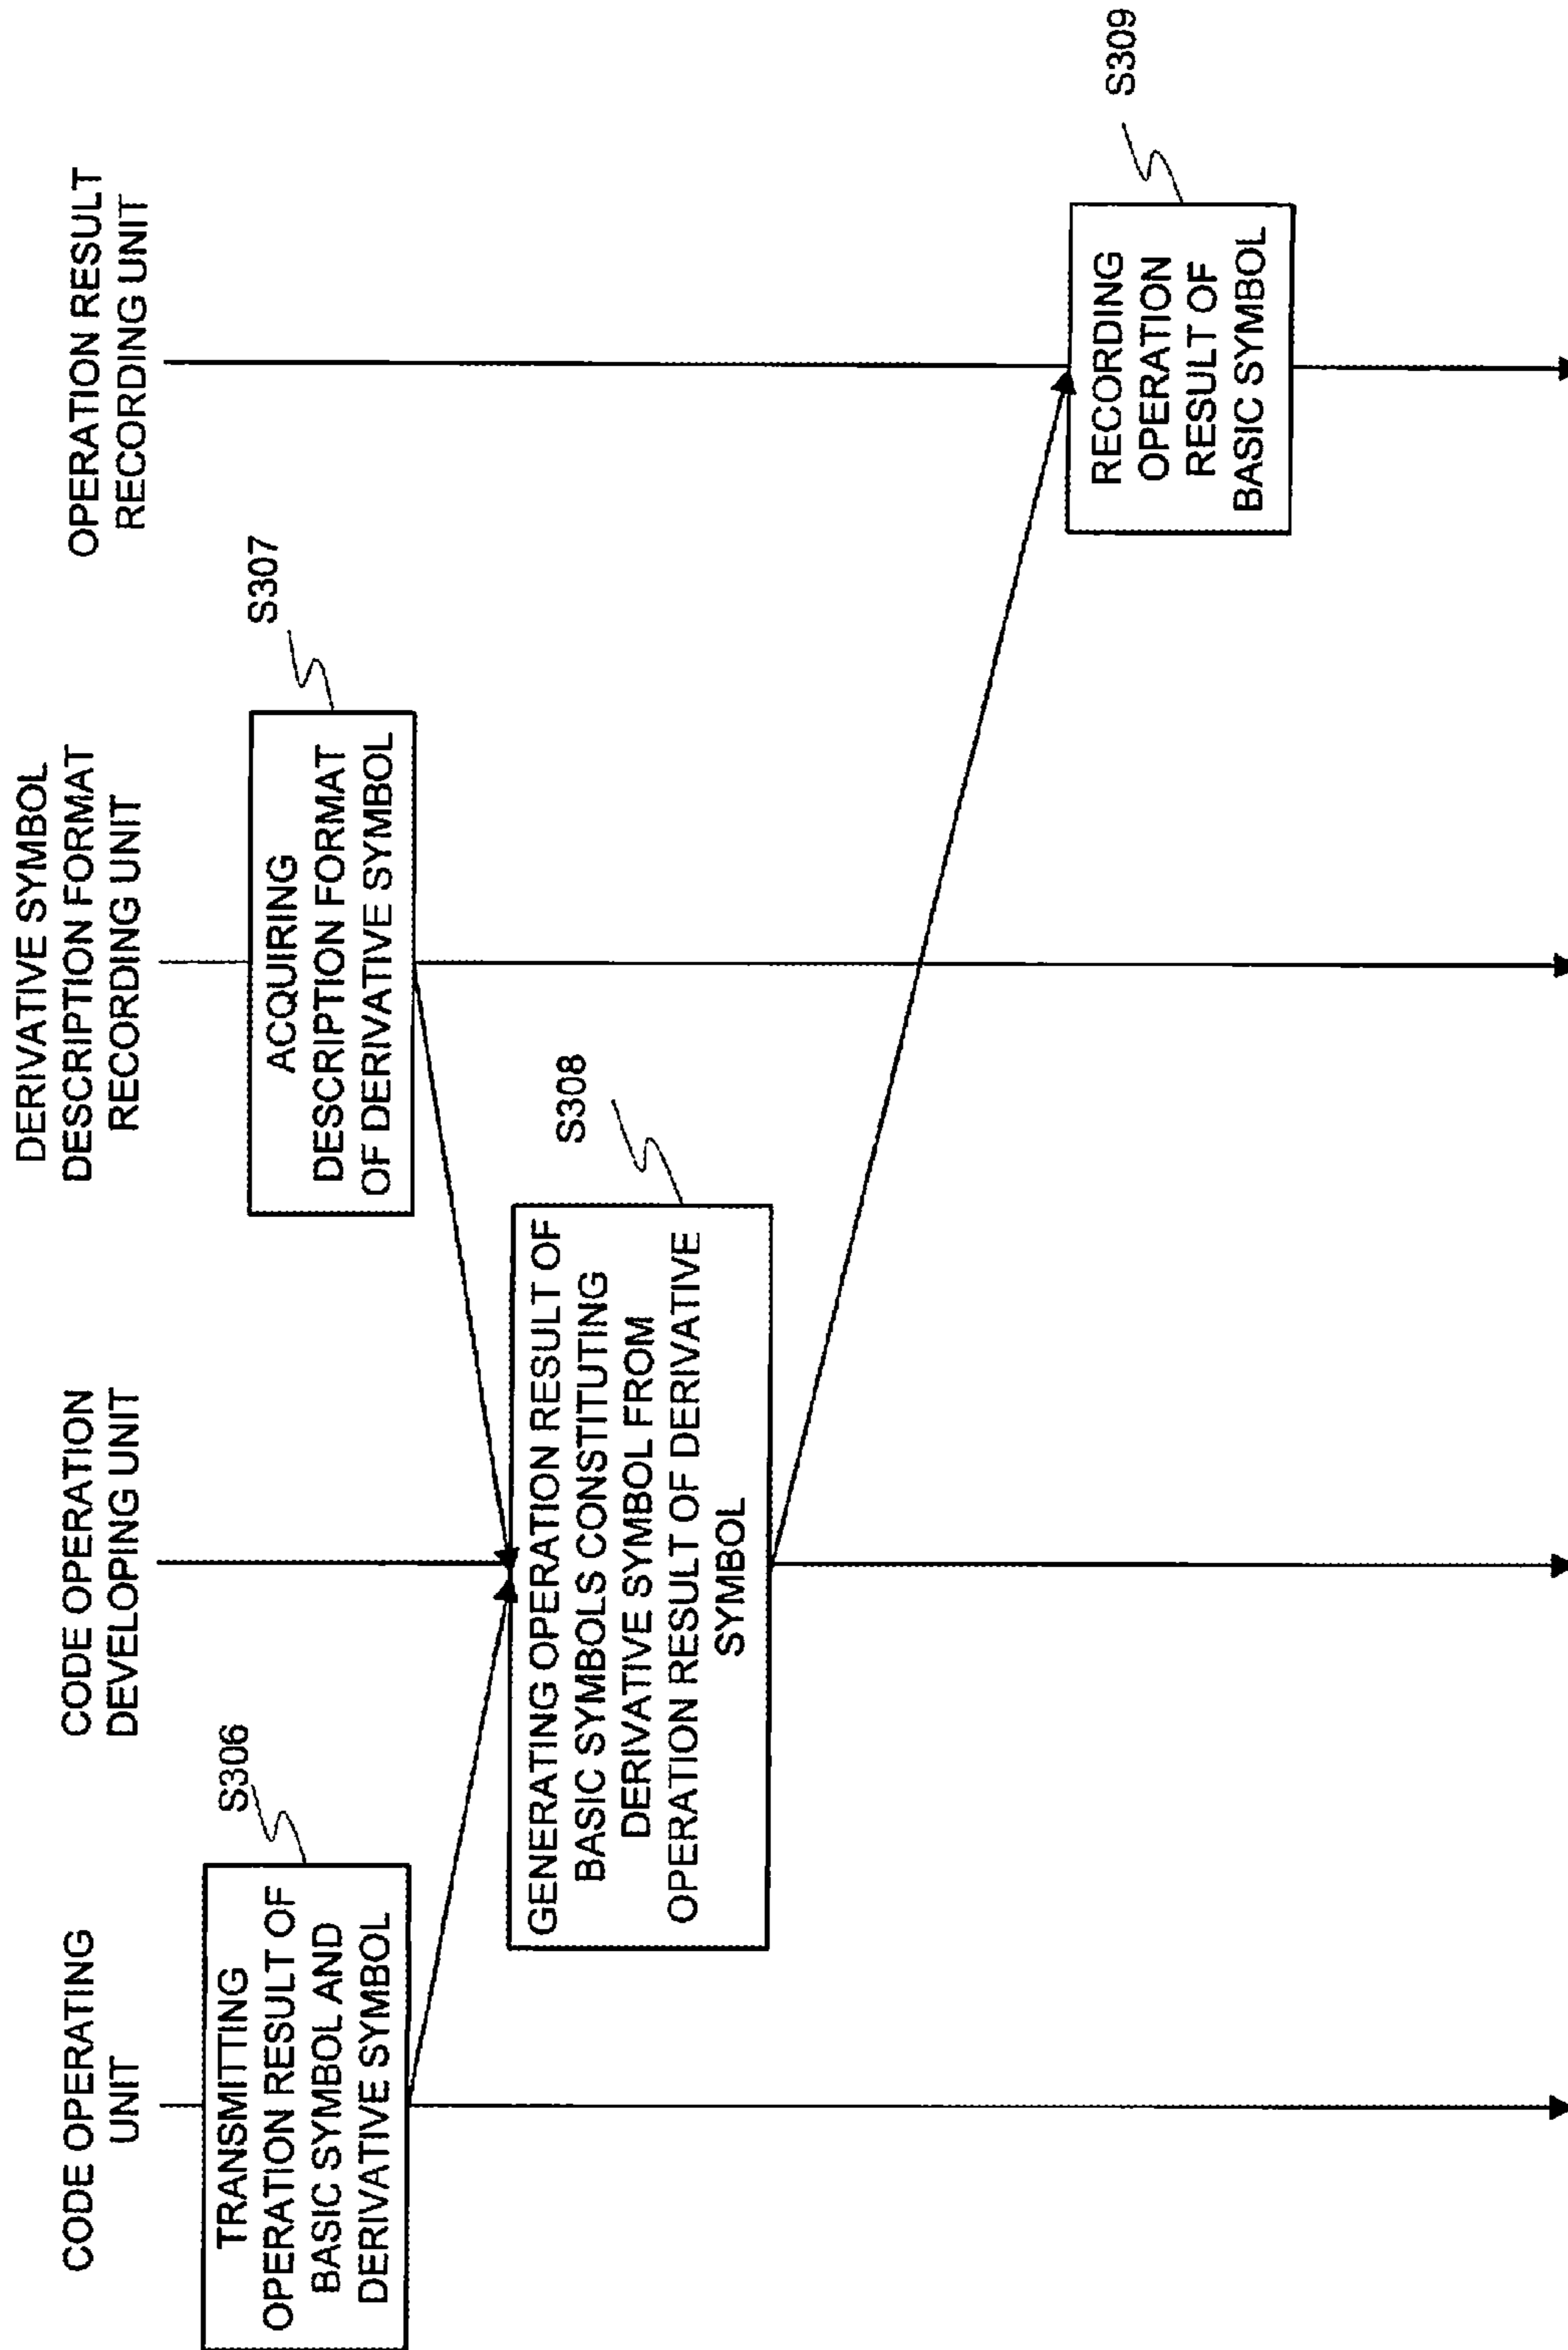 CODE OPERATING
UNIT
CODE OPERATION
DEVELOPING UNIT
DERIVATIVE SYMBOL
DESCRIPTION FORMAT
RECORDING UNIT
OPERATION RESULT
RECORDING UNIT
S306
TRANSMITTING
OPERATION RESULT OF
BASIC SYMBOL AND
DERIVATIVE SYMBOL
S307
ACQUIRING
DESCRIPTION FORMAT
OF DERIVATIVE SYMBOL
S308
GENERATING OPERATION RESULT OF
BASIC SYMBOLS CONSTITUTING
DERIVATIVE SYMBOL FROM
OPERATION RESULT OF DERIVATIVE
SYMBOL
S309
RECORDING
OPERATION
RESULT OF
BASIC SYMBOL